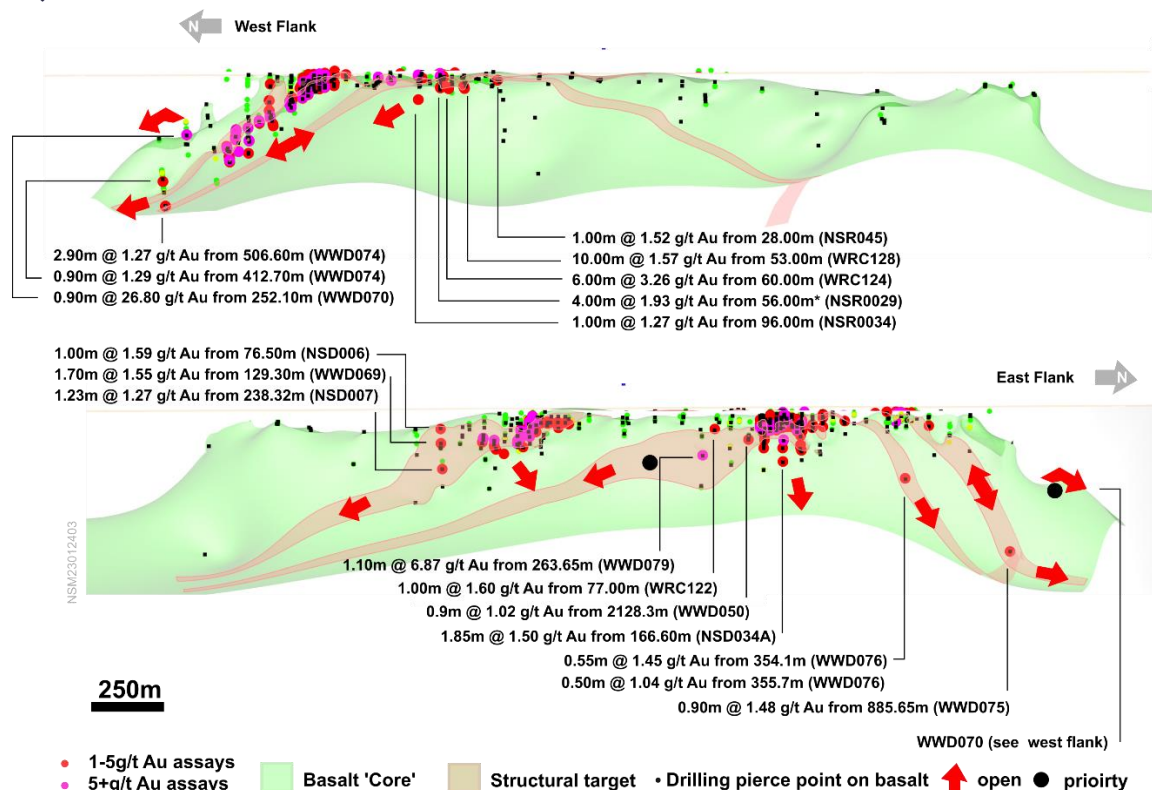 N West Flank
2.90m @ 1.27 g/t Au from 506.60m (WWD074)
0.90m @ 1.29 g/t Au from 412.70m (WWD074)
0.90m @ 26.80 g/t Au from 252.10m (WWD070)
1.00m @ 1.52 g/t Au from 28.00m (NSR045)
10.00m @ 1.57 g/t Au from 53.00m (WRC128)
6.00m @ 3.26 g/t Au from 60.00m (WRC124)
4.00m @ 1.93 g/t Au from 56.00m* (NSR0029)
1.00m @ 1.27 g/t Au from 96.00m (NSR0034)
1.00m @ 1.59 g/t Au from 76.50m (NSD006)
1.70m @ 1.55 g/t Au from 129.30m (WWD069)
1.23m @ 1.27 g/t Au from 238.32m (NSD007)
East Flank N
NSM23012403
1.10m @ 6.87 g/t Au from 263.65m (WWD079)
1.00m @ 1.60 g/t Au from 77.00m (WRC122)
0.9m @ 1.02 g/t Au from 2128.3m (WWD050)
1.85m @ 1.50 g/t Au from 166.60m (NSD034A)
0.55m @ 1.45 g/t Au from 354.1m (WWD076)
0.50m @ 1.04 g/t Au from 355.7m (WWD076)
0.90m @ 1.48 g/t Au from 885.65m (WWD075)
WWD070 (see west flank)
250m
1-5g/t Au assays
5+g/t Au assays
Basalt 'Core'
Structural target
Drilling pierce point on basalt
open
prioirty